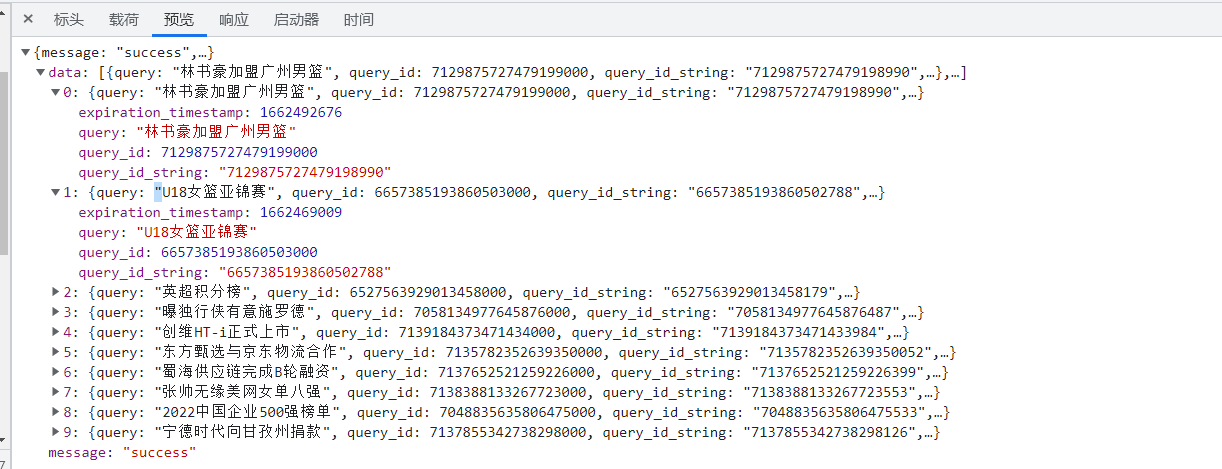 × 标头 载荷 预览 响应 启动器 时间
▼{message: "success",…}
▼data: [{query: "林书豪加盟广州男篮", query_id: 7129875727479199000, query_id_string: "7129875727479198990",…},…]
▼0: {query: "林书豪加盟广州男篮", query_id: 7129875727479199000, query_id_string: "7129875727479198990",…}
expiration_timestamp: 1662492676
query: "林书豪加盟广州男篮"
query_id: 7129875727479199000
query_id_string: "7129875727479198990"
▼1: {query: "U18女篮亚锦赛", query_id: 6657385193860503000, query_id_string: "6657385193860502788",…}
expiration_timestamp: 1662469009
query: "U18女篮亚锦赛"
query_id: 6657385193860503000
query_id_string: "6657385193860502788"
▶2: {query: "英超积分榜", query_id: 6527563929013458000, query_id_string: "6527563929013458179",…}
▶3: {query: "曝独行侠有意施罗德", query_id: 7058134977645876000, query_id_string: "7058134977645876487",…}
▶4: {query: "创维HT-i正式上市", query_id: 7139184373471434000, query_id_string: "7139184373471433984",…}
▶5: {query: "东方甄选与京东物流合作", query_id: 7135782352639350000, query_id_string: "7135782352639350052",…}
▶6: {query: "蜀海供应链完成B轮融资", query_id: 7137652521259226000, query_id_string: "7137652521259226399",…}
▶7: {query: "张帅无缘美网女单八强", query_id: 7138388133267723000, query_id_string: "7138388133267723553",…}
▶8: {query: "2022中国企业500强榜单", query_id: 7048835635806475000, query_id_string: "7048835635806475533",…}
▶9: {query: "宁德时代向甘孜州捐款", query_id: 7137855342738298000, query_id_string: "7137855342738298126",…}
message: "success"